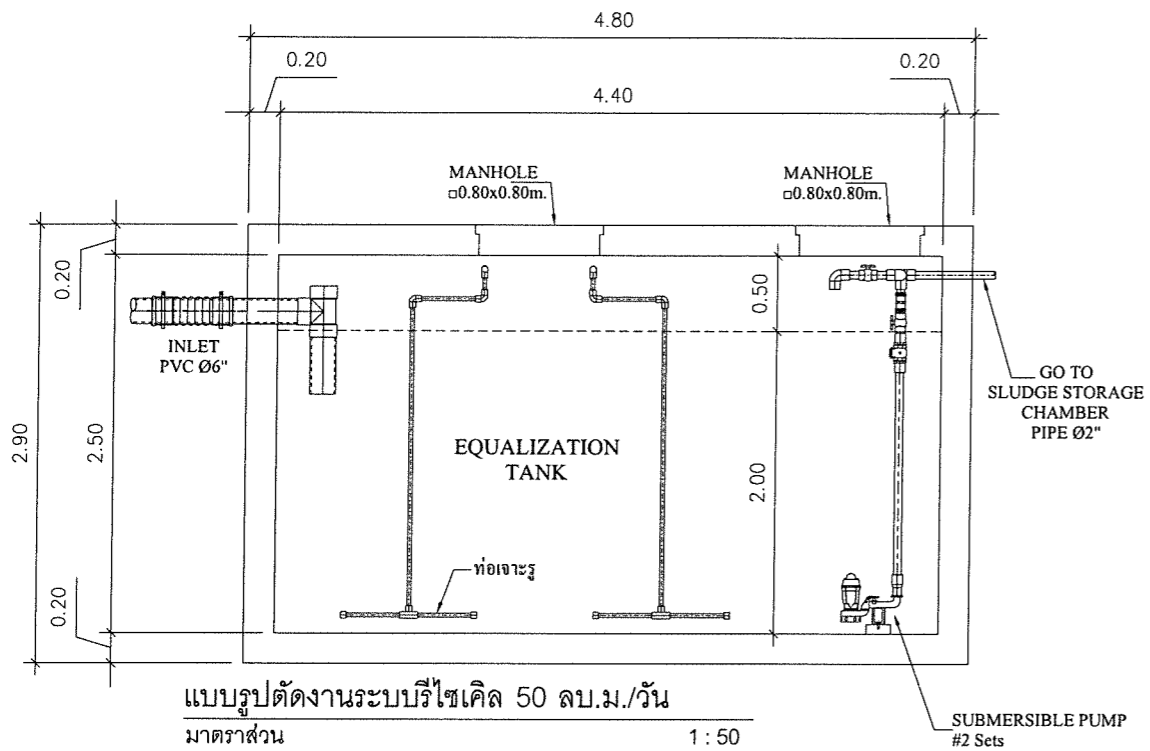 4.80
0.20
0.20
4.40
MANHOLE
□0.80x0.80m.
MANHOLE
□0.80x0.80m.
0.20
0.50
INLET
PVC Ø6"
GO TO
SLUDGE STORAGE
CHAMBER
PIPE Ø2"
2.90
2.50
EQUALIZATION
TANK
2.00
ท่อเจาะรู
0.20
แบบรูปตัดงานระบบรีไซเคิล 50 ลบ.ม./วัน
มาตราส่วน 1 : 50
SUBMERSIBLE PUMP
#2 Sets